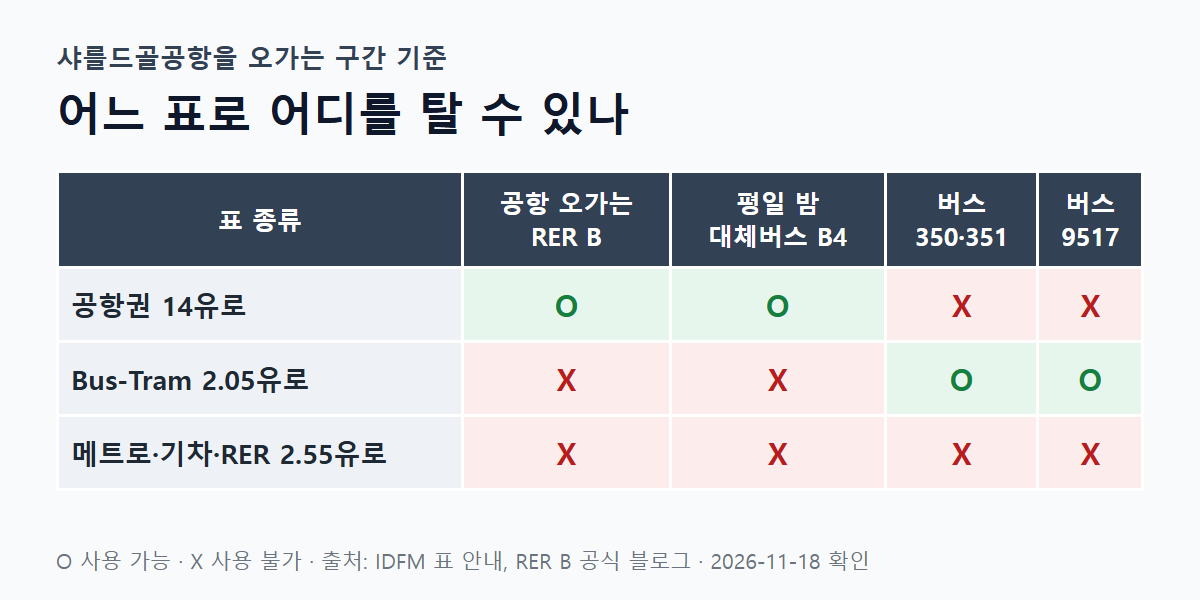 샤를드골공항을 오가는 구간 기준
어느 표로 어디를 탈 수 있나
표 종류
공항 오가는
RER B
평일 밤
대체버스 B4
버스
350·351
버스
9517
공항권 14유로
O
O
X
X
Bus-Tram 2.05유로
X
X
O
O
메트로·기차·RER 2.55유로
X
X
X
X
O 사용 가능 · X 사용 불가 · 출처: IDFM 표 안내, RER B 공식 블로그 · 2026-11-18 확인